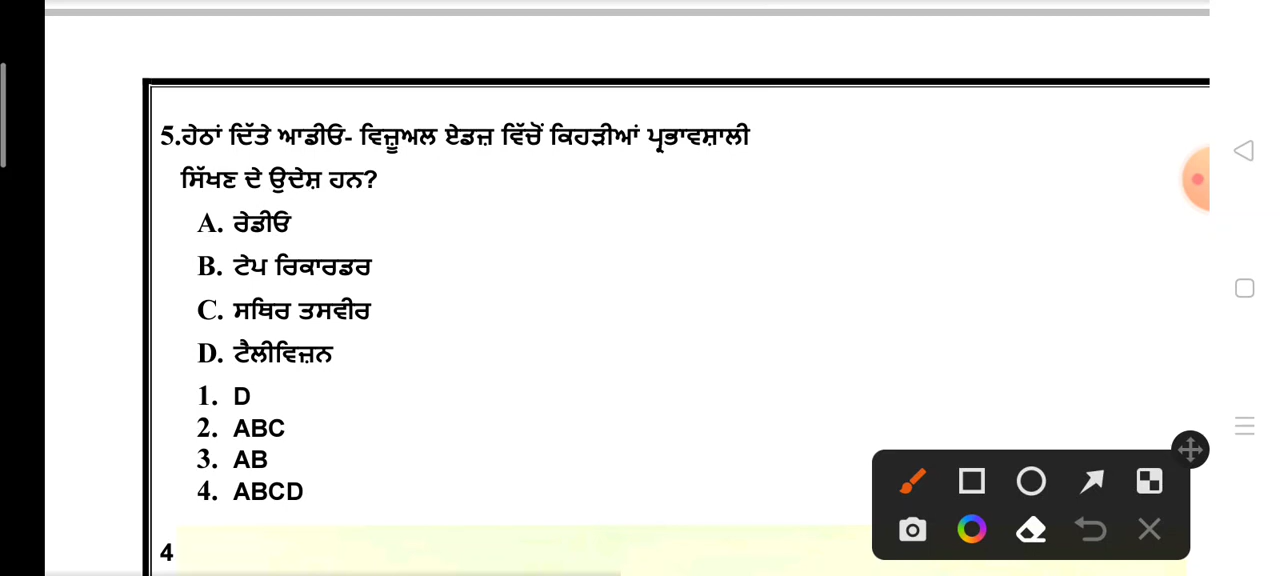 5.ਹੇਠਾਂ ਦਿੱਤੇ ਆਡੀਓ- ਵਿਜ਼ੂਅਲ ਏਡਜ਼ ਵਿੱਚੋਂ ਕਿਹੜੀਆਂ ਪ੍ਰਭਾਵਸ਼ਾਲੀ
ਸਿੱਖਣ ਦੇ ਉਦੇਸ਼ ਹਨ?
A. ਰੇਡੀਓ
B. ਟੇਪ ਰਿਕਾਰਡਰ
C. ਸਥਿਰ ਤਸਵੀਰ
D. ਟੈਲੀਵਿਜ਼ਨ
1. D
2. ABC
3. AB
4. ABCD
4